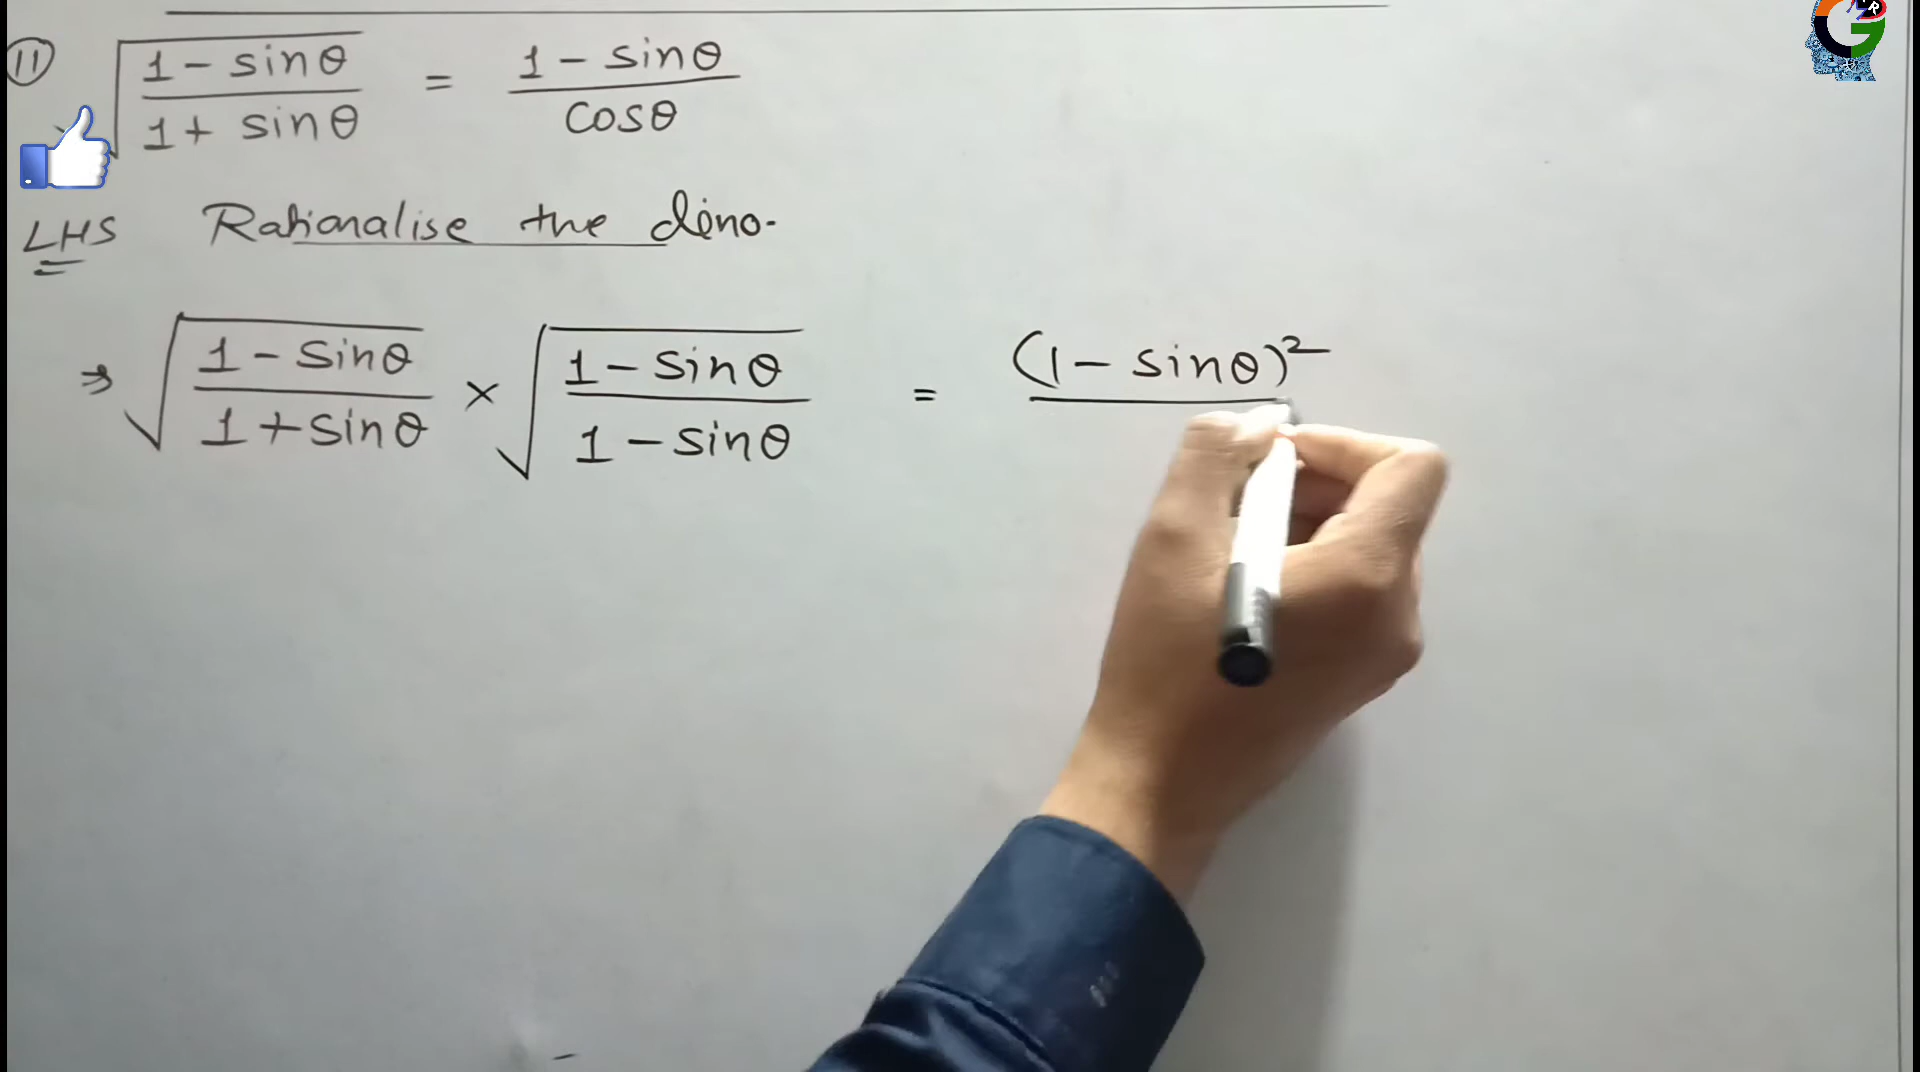 11 √(1 - sinθ / 1 + sinθ) = 1 - sinθ / cosθ
LHS Rationalise the deno.
⇒ √(1 - sinθ / 1 + sinθ) × √(1 - sinθ / 1 - sinθ) = (1 - sinθ)²